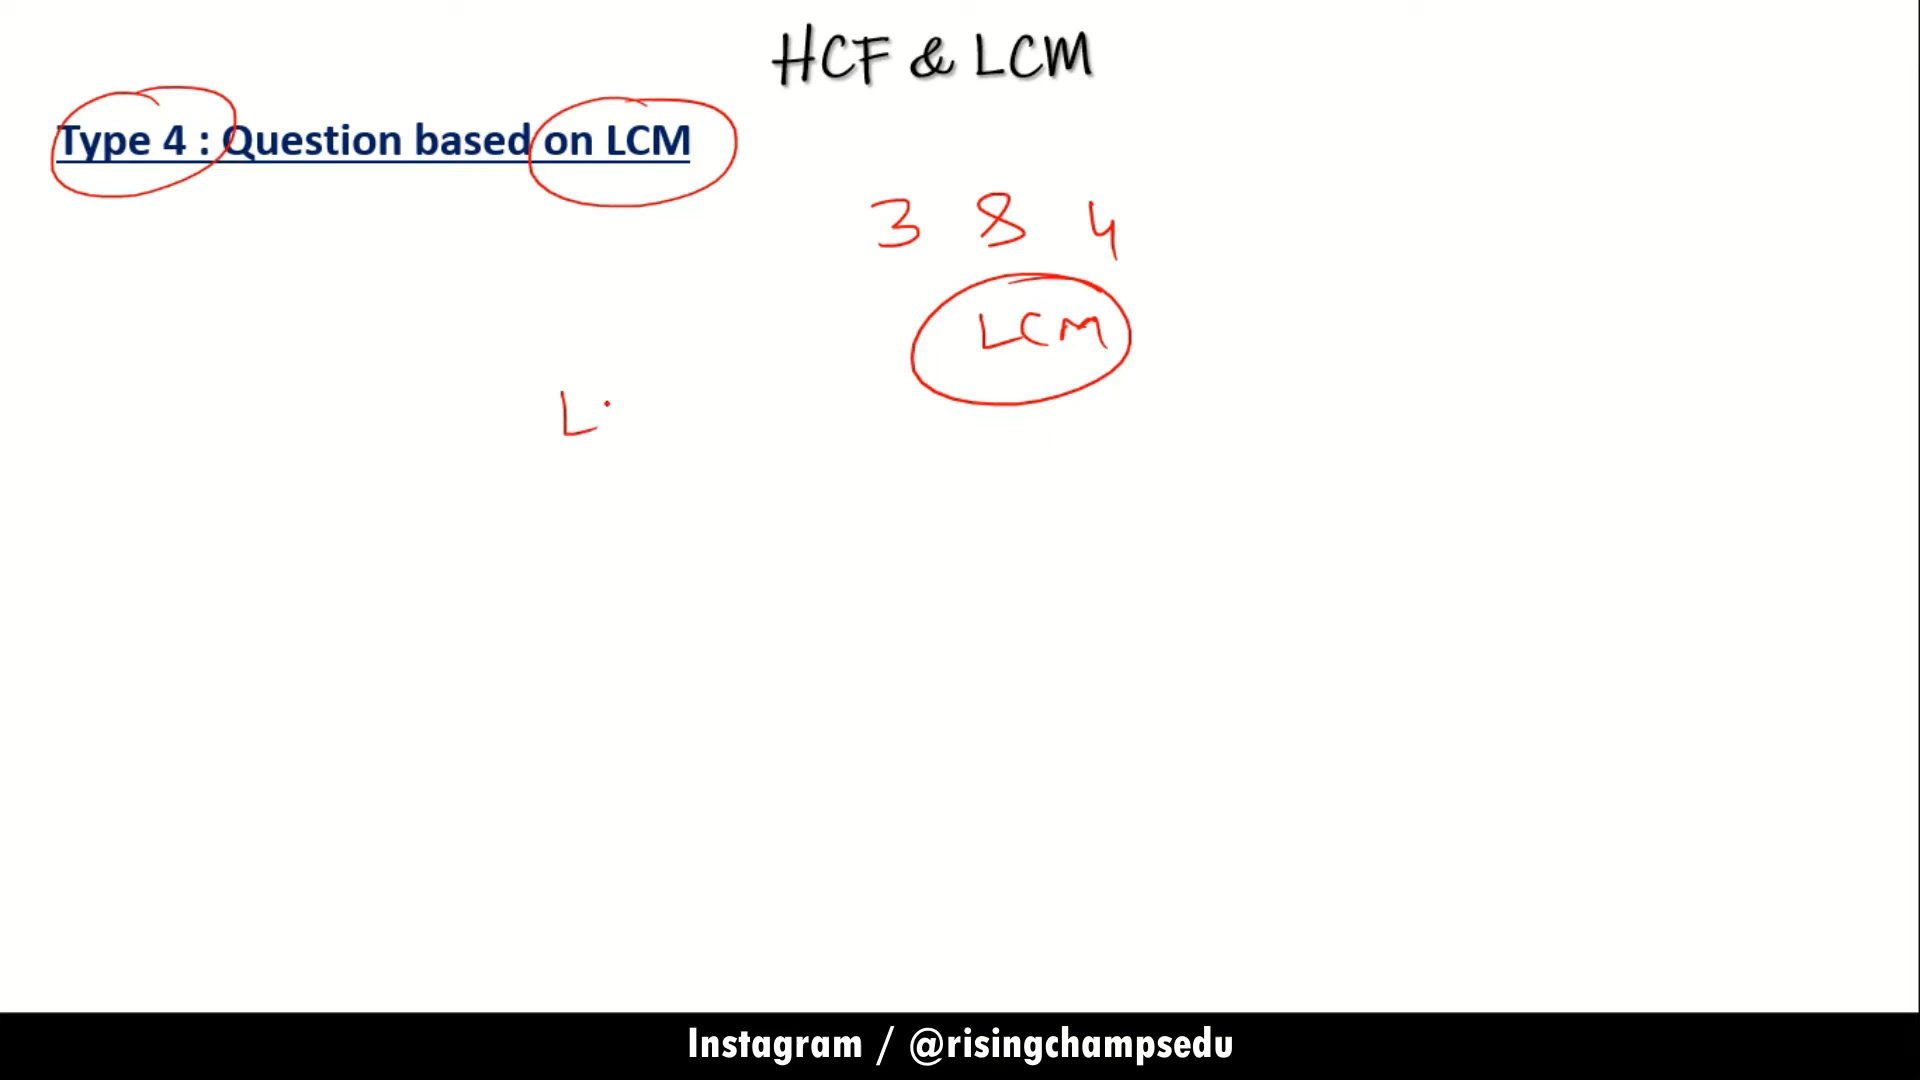 HCF & LCM
Type 4 : Question based on LCM
3 8 4
LCM
L
Instagram / @risingchampsedu